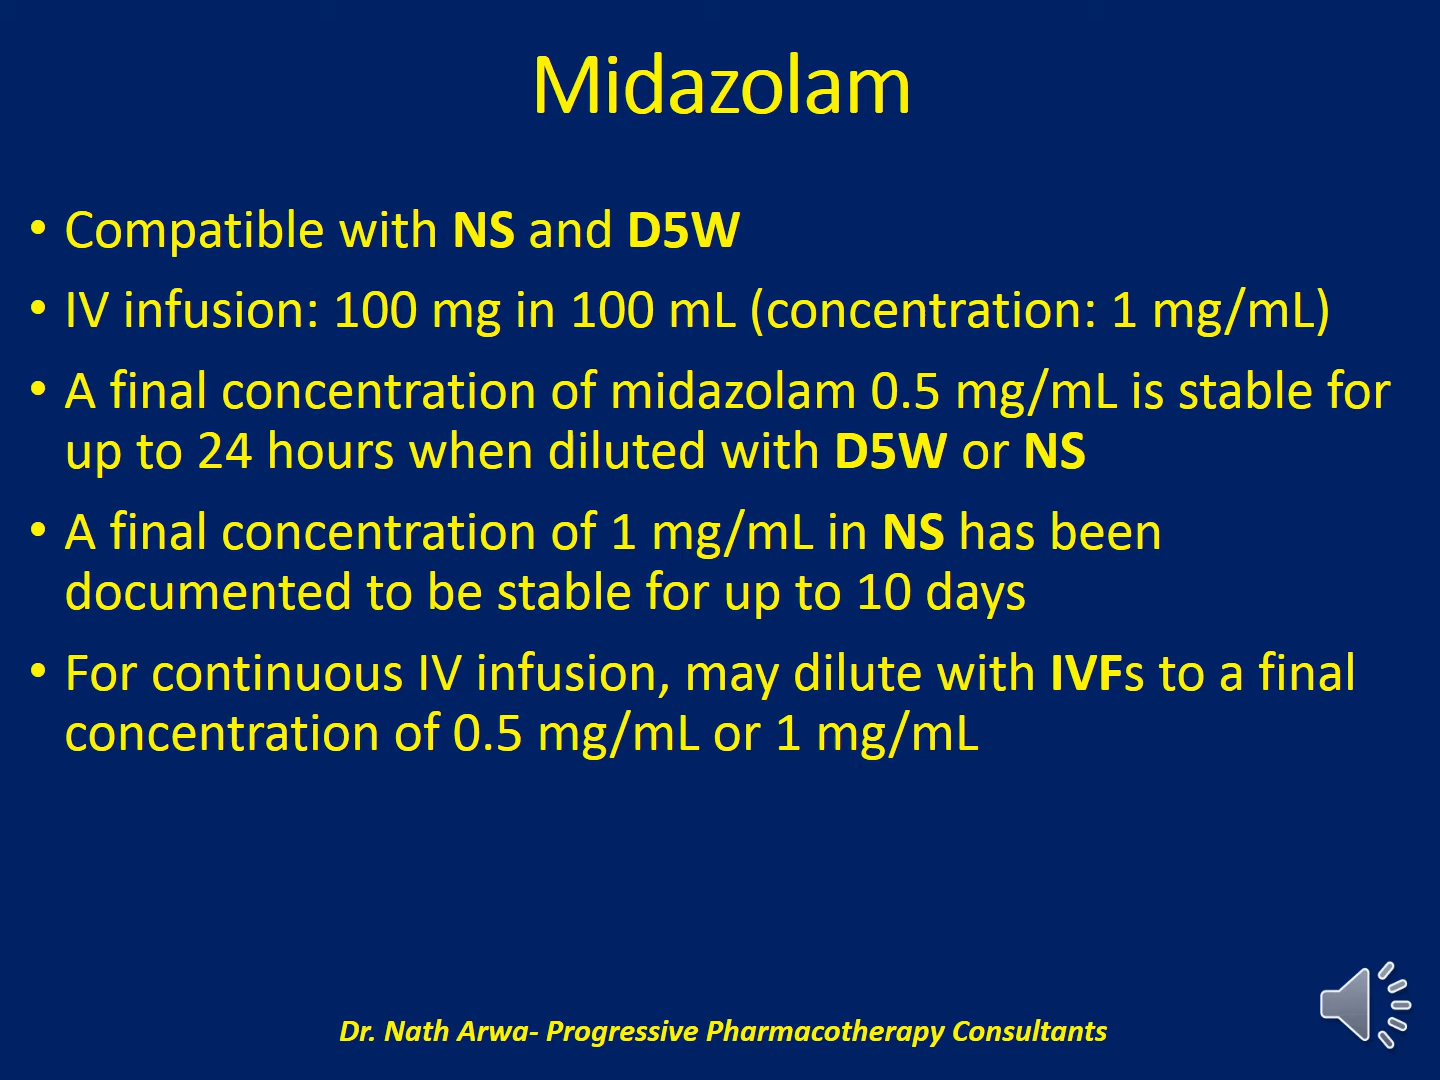 Midazolam
• Compatible with NS and D5W
• IV infusion: 100 mg in 100 mL (concentration: 1 mg/mL)
• A final concentration of midazolam 0.5 mg/mL is stable for
up to 24 hours when diluted with D5W or NS
• A final concentration of 1 mg/mL in NS has been
documented to be stable for up to 10 days
• For continuous IV infusion, may dilute with IVFs to a final
concentration of 0.5 mg/mL or 1 mg/mL
Dr. Nath Arwa- Progressive Pharmacotherapy Consultants